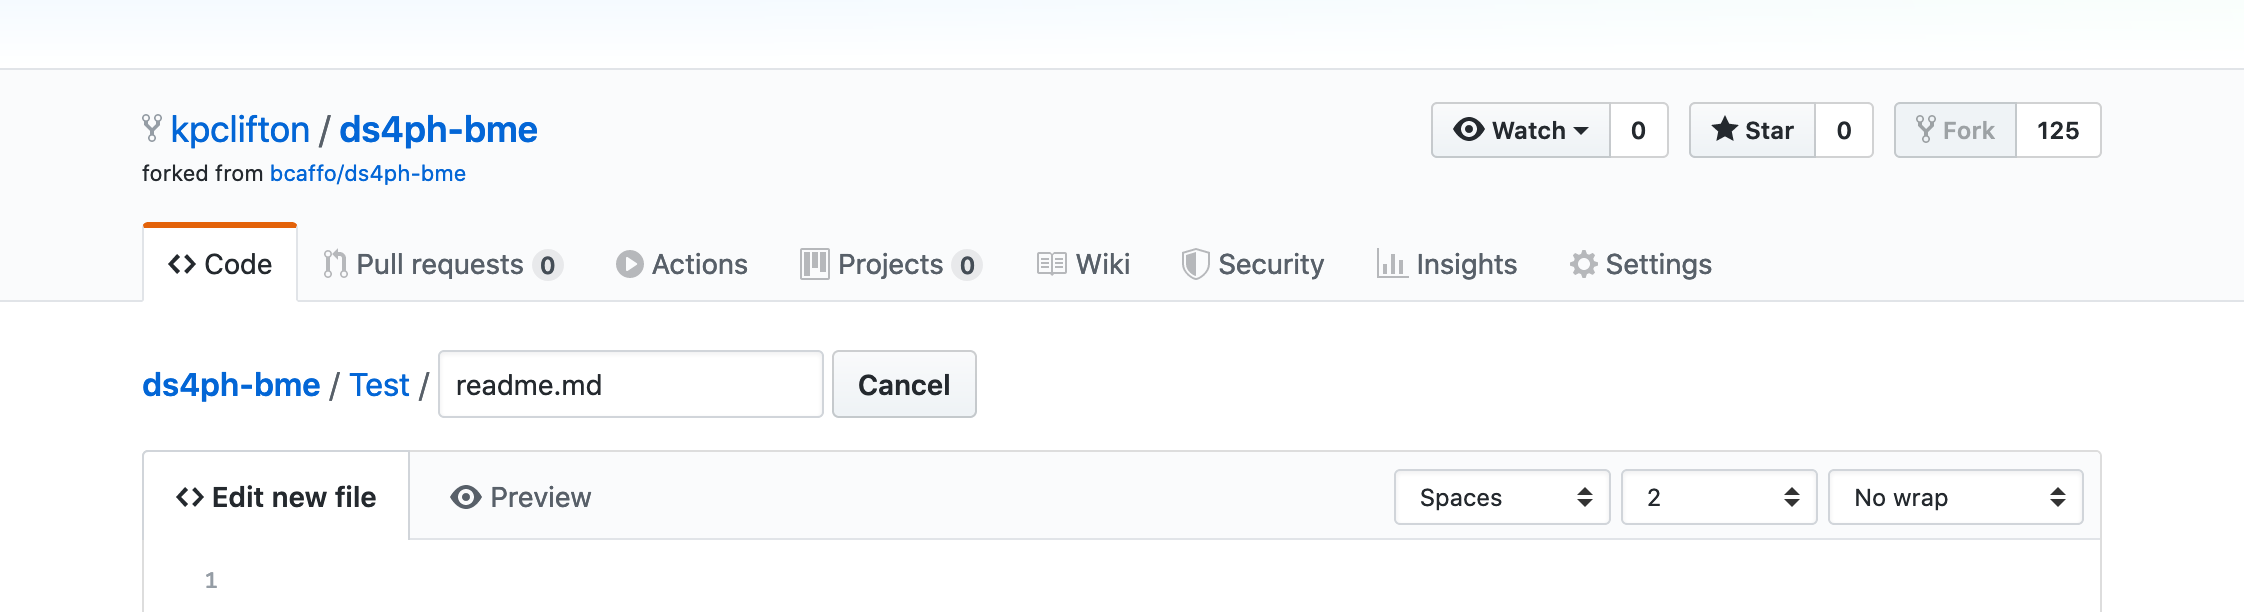 kpclifton / ds4ph-bme
Watch 0 Star 0 Fork 125
forked from bcaffo/ds4ph-bme
Code Pull requests 0 Actions Projects 0 Wiki Security Insights Settings
ds4ph-bme / Test / readme.md Cancel
Edit new file Preview Spaces 2 No wrap
1